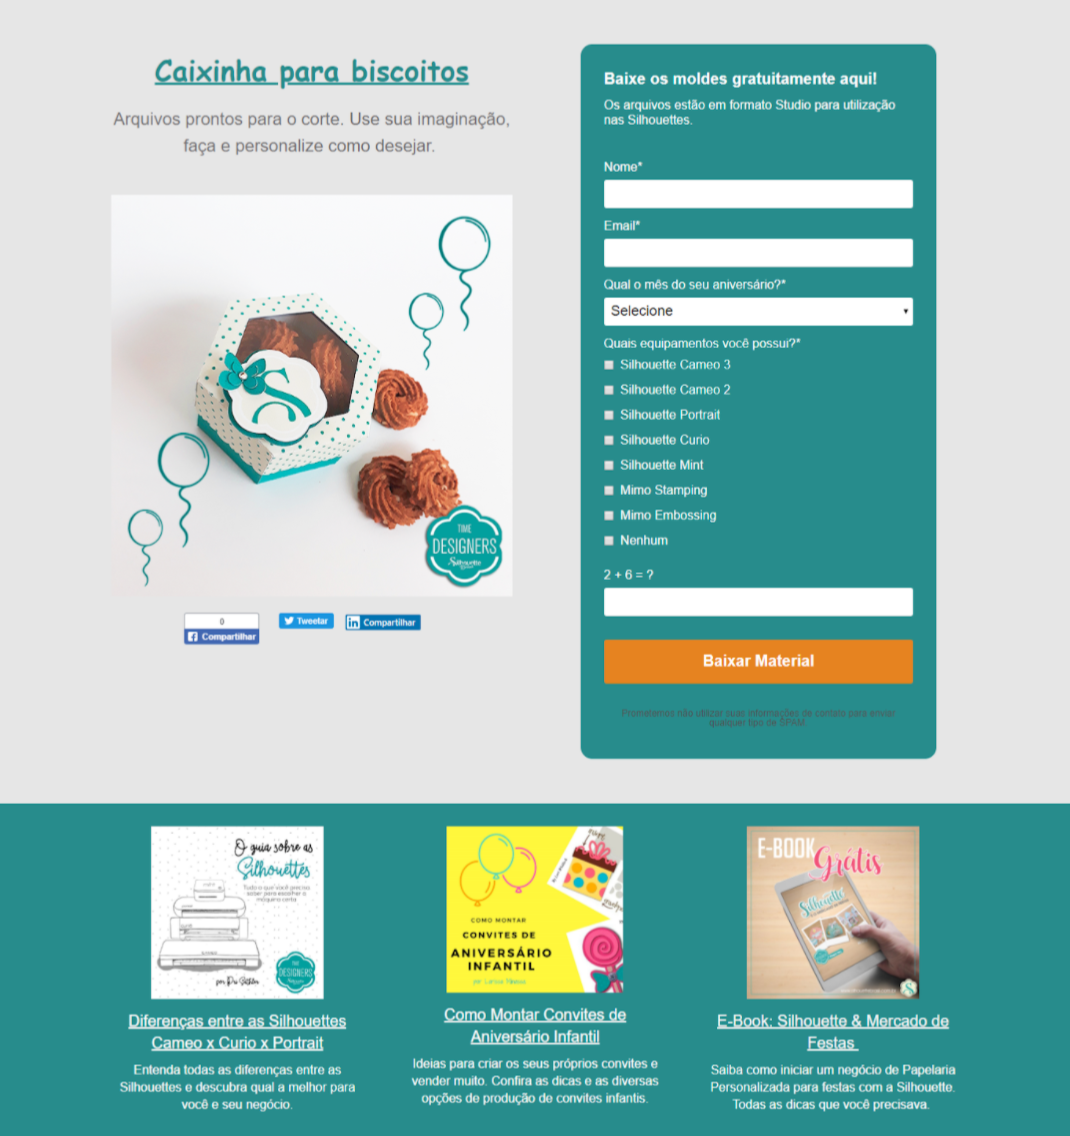 Caixinha para biscoitos
Arquivos prontos para o corte. Use sua imaginação,
faça e personalize como desejar.
TIME
DESIGNERS
Silhouette
0
Compartilhar
Tweetar
Compartilhar
Baixe os moldes gratuitamente aqui!
Os arquivos estão em formato Studio para utilização
nas Silhouettes.
Nome*
Email*
Qual o mês do seu aniversário?*
Selecione
Quais equipamentos você possui?*
Silhouette Cameo 3
Silhouette Cameo 2
Silhouette Portrait
Silhouette Curio
Silhouette Mint
Mimo Stamping
Mimo Embossing
Nenhum
2 + 6 = ?
Baixar Material
Prometemos não utilizar suas informações de contato para enviar
qualquer tipo de SPAM.
O guia sobre as
Silhouettes
Tudo o que você precisa
saber para escolher a
máquina certa
TIME
DESIGNERS
Diferenças entre as Silhouettes
Cameo x Curio x Portrait
Entenda todas as diferenças entre as
Silhouettes e descubra qual a melhor para
você e seu negócio.
COMO MONTAR
CONVITES DE
ANIVERSÁRIO
INFANTIL
Como Montar Convites de
Aniversário Infantil
Ideias para criar os seus próprios convites e
vender muito. Confira as dicas e as diversas
opções de produção de convites infantis.
E-BOOK
Grátis
Silhouette
E-Book: Silhouette & Mercado de
Festas
Saiba como iniciar um negócio de Papelaria
Personalizada para festas com a Silhouette.
Todas as dicas que você precisava.